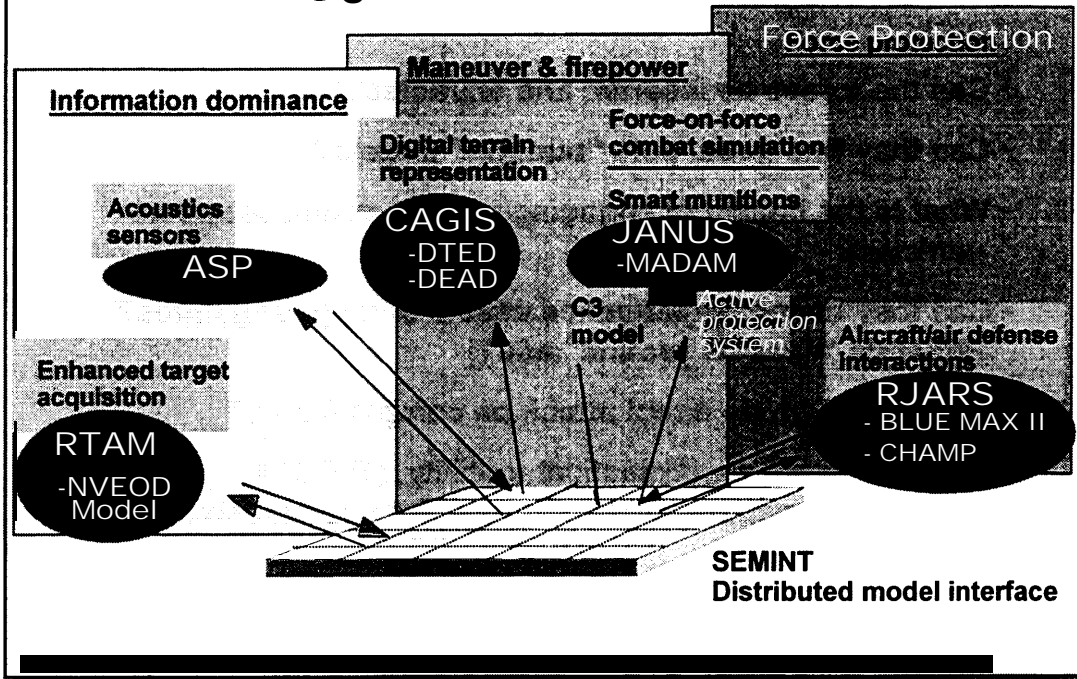 Information dominance
Acoustics
sensors
ASP
Enhanced target
acquisition
RTAM
-NVEOD
Model
Maneuver & firepower
Digital terrain
representation
CAGIS
-DTED
-DEAD
Force-on-force
combat simulation
Smart munitions
JANUS
-MADAM
C3
model
Active
protection
system
Force Protection
Aircraft/air defense
interactions
RJARS
- BLUE MAX II
- CHAMP
SEMINT
Distributed model interface